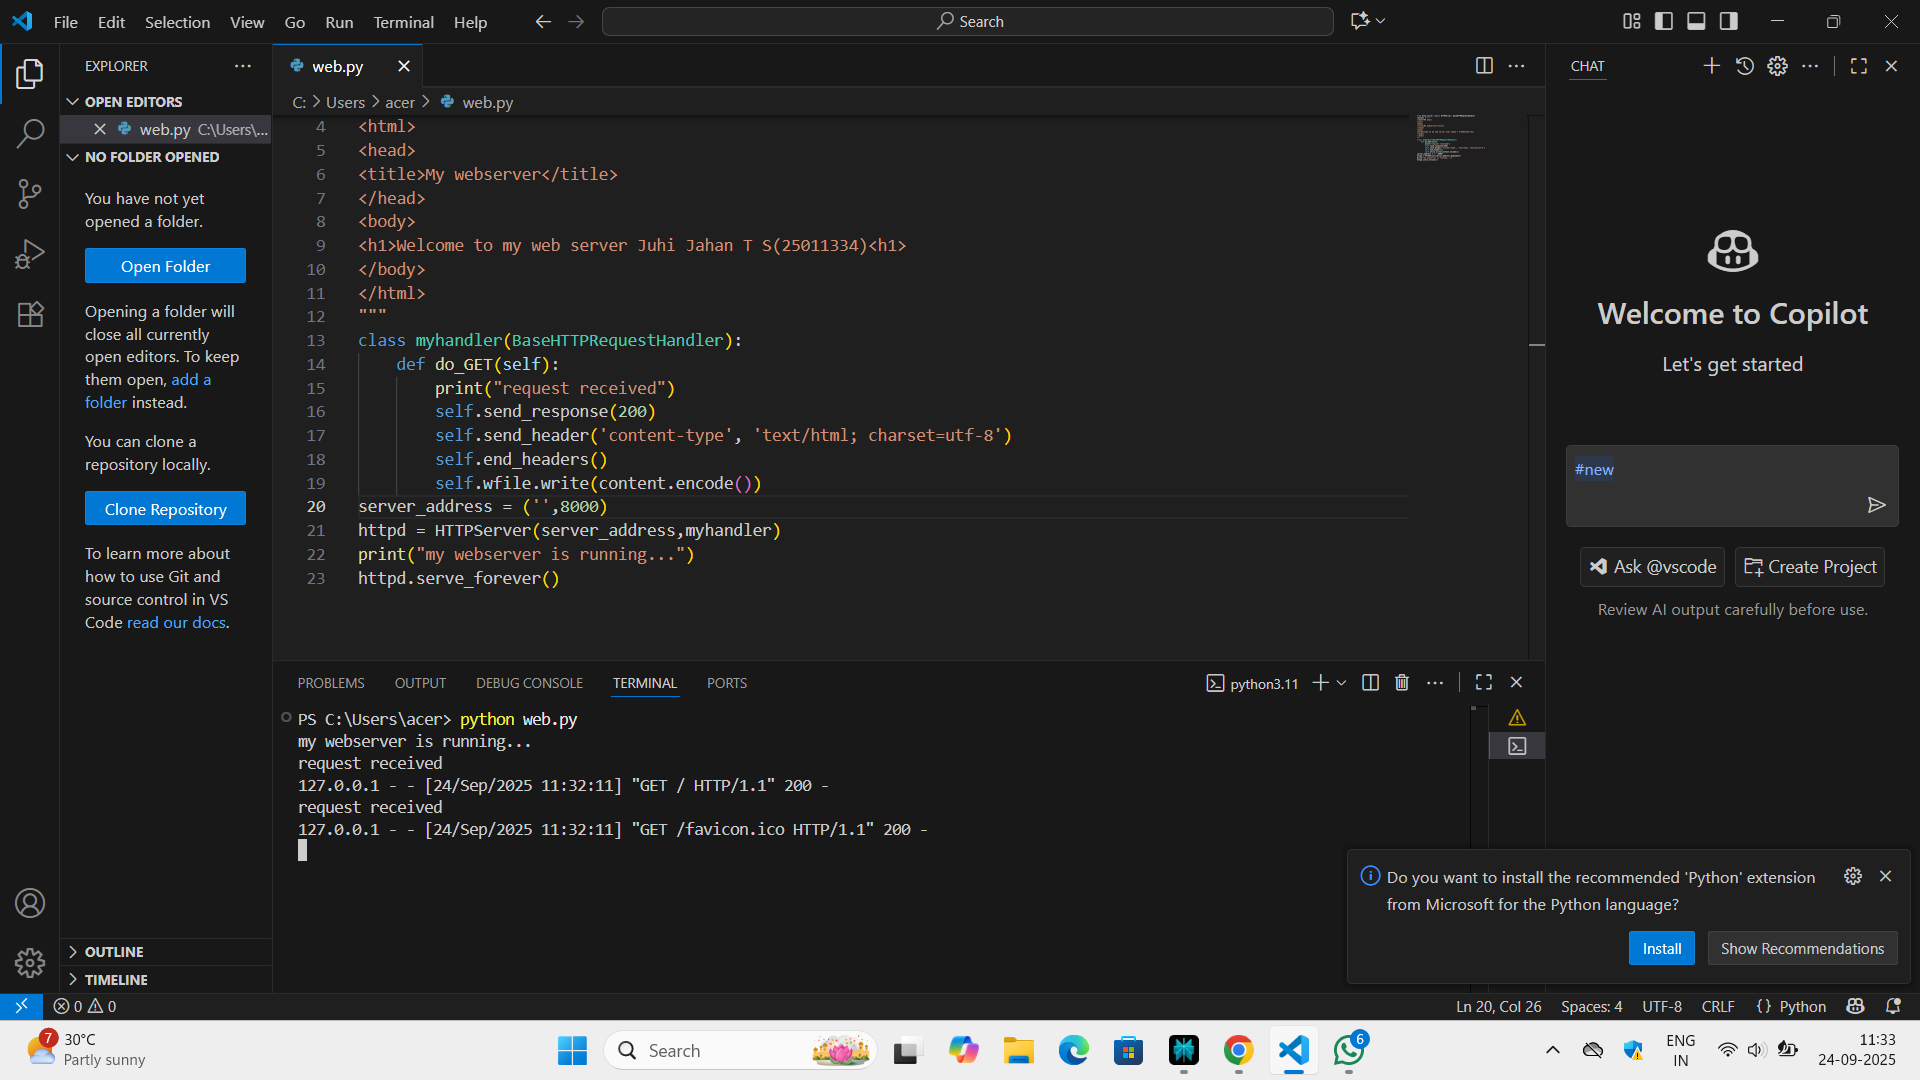 File Edit Selection View Go Run Terminal Help
Search
EXPLORER
OPEN EDITORS
web.py C:\Users\...
NO FOLDER OPENED
You have not yet
opened a folder.
Open Folder
Opening a folder will
close all currently
open editors. To keep
them open, add a
folder instead.
You can clone a
repository locally.
Clone Repository
To learn more about
how to use Git and
source control in VS
Code read our docs.
OUTLINE
TIMELINE
web.py
C: > Users > acer > web.py
4 <html>
5 <head>
6 <title>My webserver</title>
7 </head>
8 <body>
9 <h1>Welcome to my web server Juhi Jahan T S(25011334)<h1>
10 </body>
11 </html>
12 """
13 class myhandler(BaseHTTPRequestHandler):
14     def do_GET(self):
15         print("request received")
16         self.send_response(200)
17         self.send_header('content-type', 'text/html; charset=utf-8')
18         self.end_headers()
19         self.wfile.write(content.encode())
20 server_address = ('',8000)
21 httpd = HTTPServer(server_address,myhandler)
22 print("my webserver is running...")
23 httpd.serve_forever()
PROBLEMS OUTPUT DEBUG CONSOLE TERMINAL PORTS
python3.11
PS C:\Users\acer> python web.py
my webserver is running...
request received
127.0.0.1 - - [24/Sep/2025 11:32:11] "GET / HTTP/1.1" 200 -
request received
127.0.0.1 - - [24/Sep/2025 11:32:11] "GET /favicon.ico HTTP/1.1" 200 -
CHAT
Welcome to Copilot
Let's get started
#new
Ask @vscode
Create Project
Review AI output carefully before use.
Do you want to install the recommended 'Python' extension
from Microsoft for the Python language?
Install
Show Recommendations
0 0
Ln 20, Col 26 Spaces: 4 UTF-8 CRLF {} Python
7
30°C
Partly sunny
Search
6
ENG
IN
11:33
24-09-2025